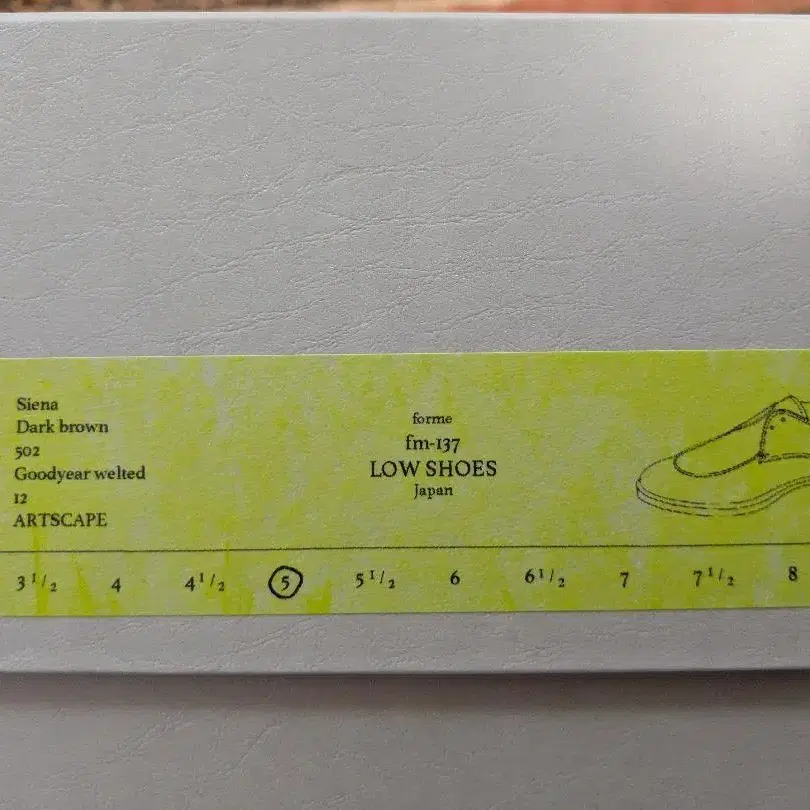 Siena
Dark brown
502
Goodyear welted
12
ARTSCAPE
forme
fm-137
LOW SHOES
Japan
3 1/2 4 4 1/2 5 5 1/2 6 6 1/2 7 7 1/2 8